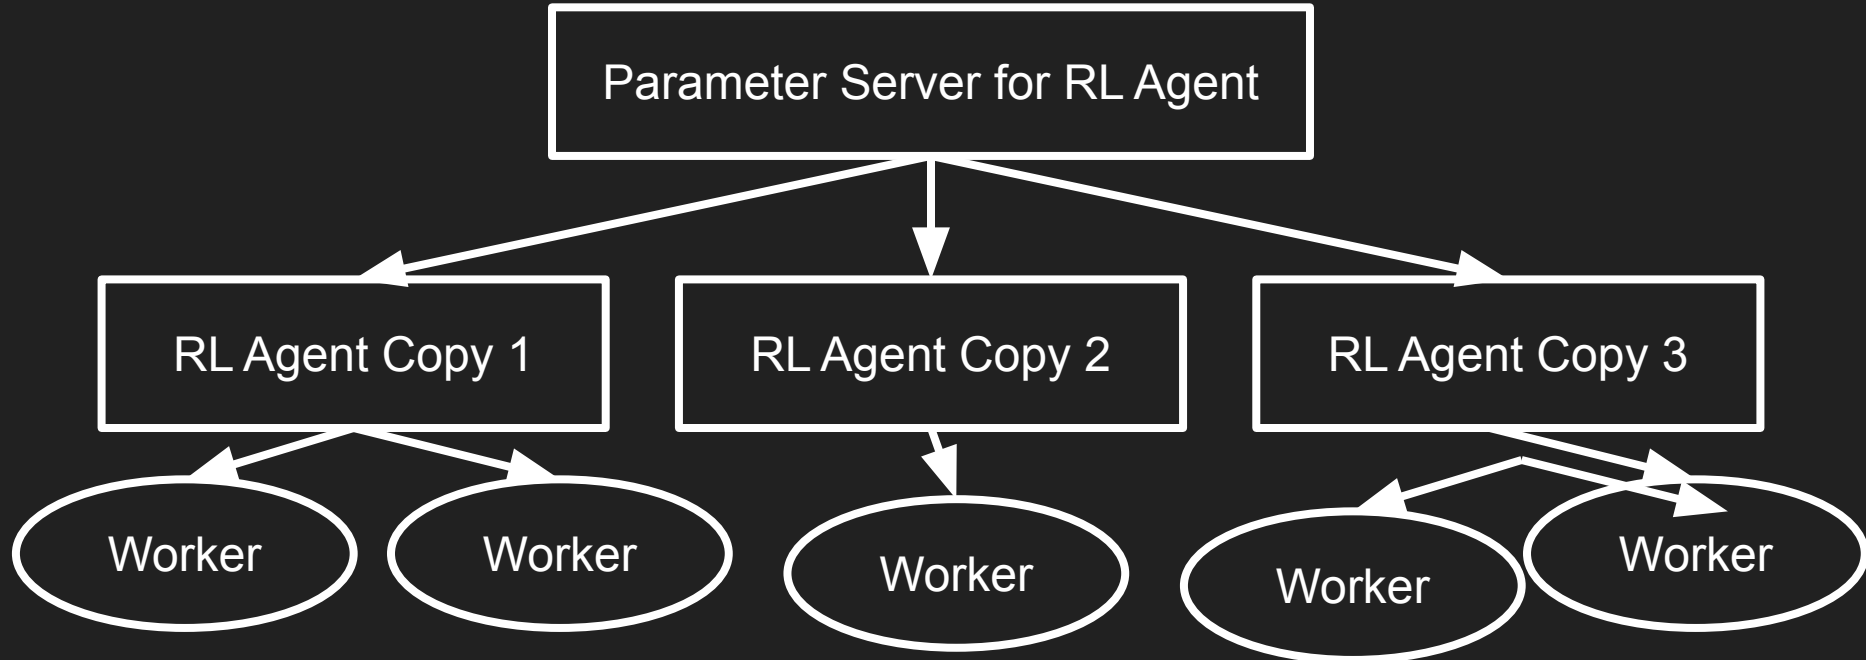 Parameter Server for RL Agent
RL Agent Copy 1
RL Agent Copy 2
RL Agent Copy 3
Worker
Worker
Worker
Worker
Worker